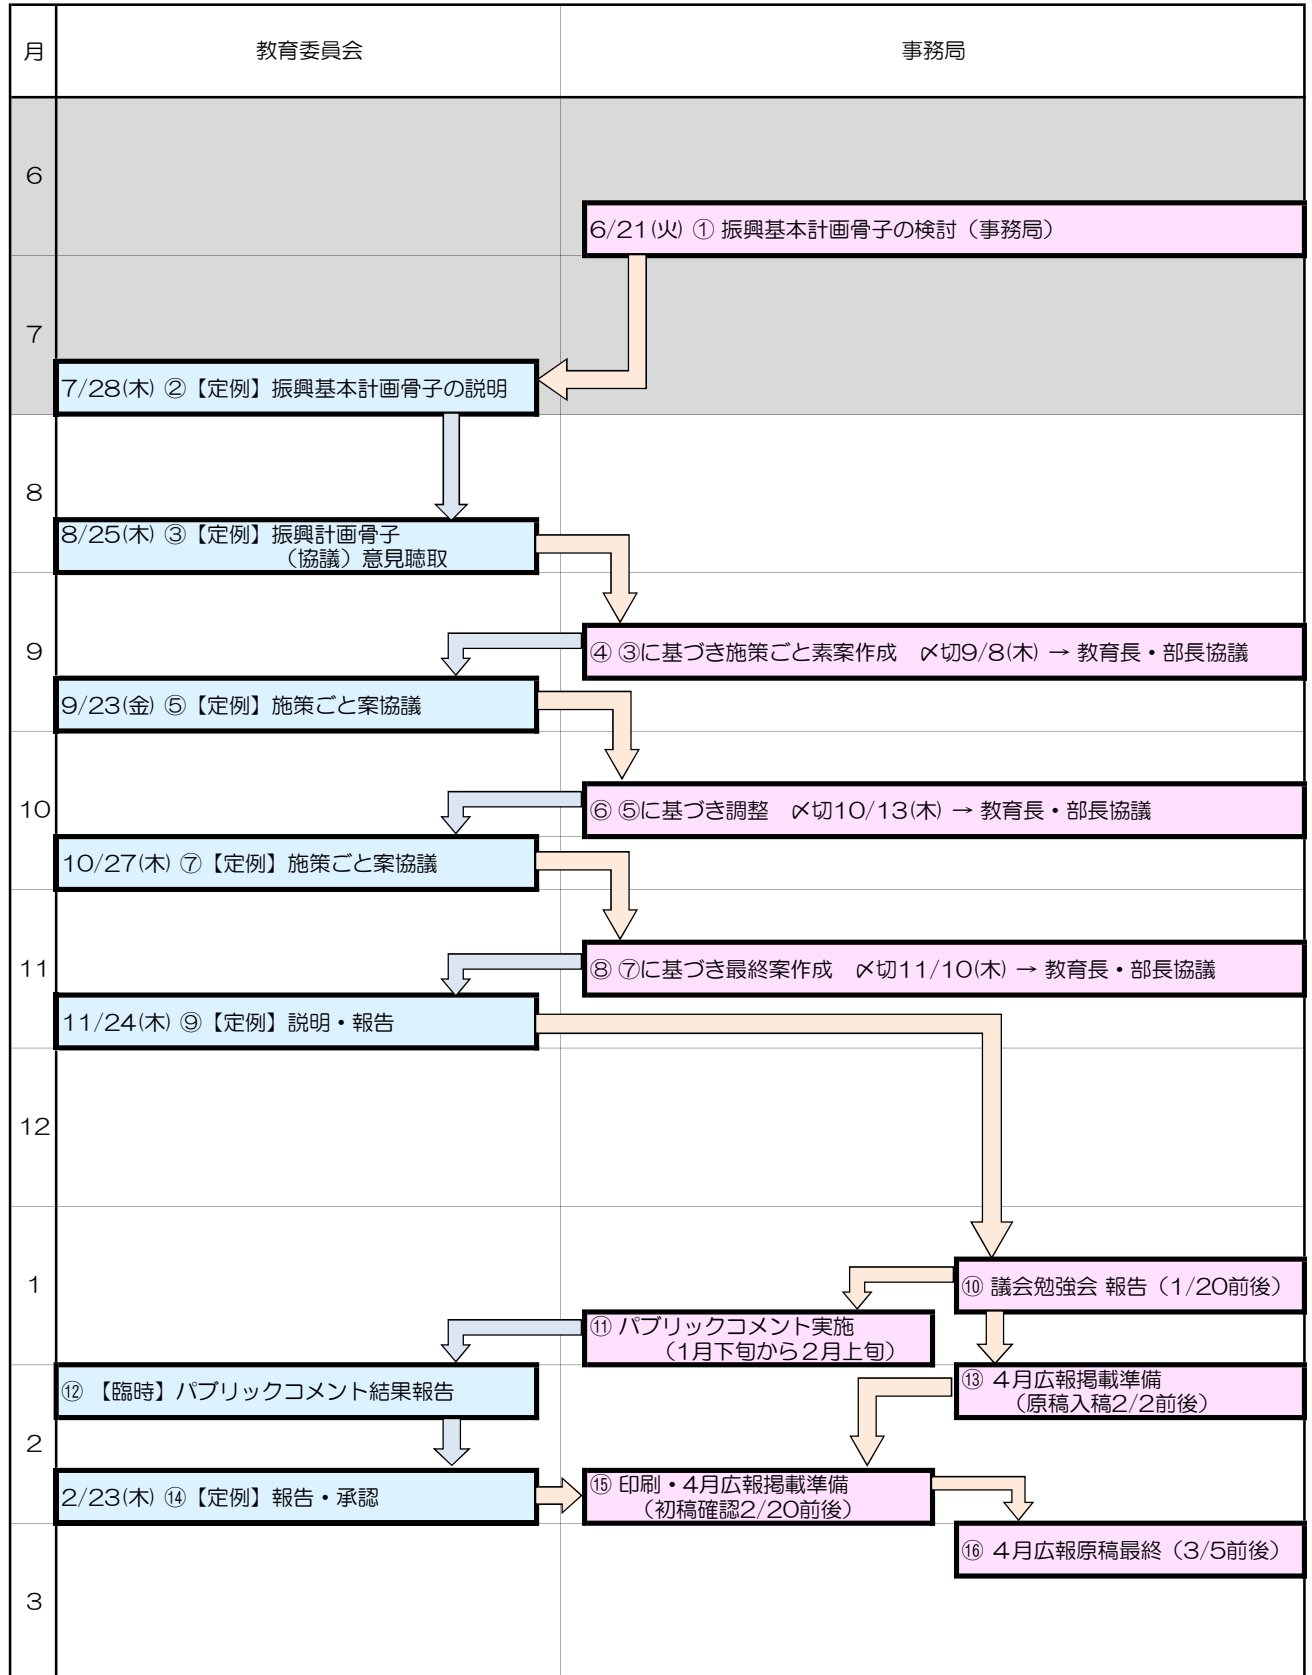 月
教育委員会
事務局
6
6/21(火) ① 振興基本計画骨子の検討（事務局）
7
7/28(木) ②【定例】振興基本計画骨子の説明
8
8/25(木) ③【定例】振興計画骨子
（協議）意見聴取
9
④ ③に基づき施策ごと素案作成　〆切9/8(木) → 教育長・部長協議
9/23(金) ⑤【定例】施策ごと案協議
10
⑥ ⑤に基づき調整　〆切10/13(木) → 教育長・部長協議
10/27(木) ⑦【定例】施策ごと案協議
11
⑧ ⑦に基づき最終案作成　〆切11/10(木) → 教育長・部長協議
11/24(木) ⑨【定例】説明・報告
12
1
⑩ 議会勉強会 報告（1/20前後）
⑪ パブリックコメント実施
（1月下旬から２月上旬）
⑫ 【臨時】パブリックコメント結果報告
⑬ ４月広報掲載準備
（原稿入稿2/2前後）
2
2/23(木) ⑭【定例】報告・承認
⑮ 印刷・４月広報掲載準備
（初稿確認2/20前後）
⑯ ４月広報原稿最終（3/5前後）
3